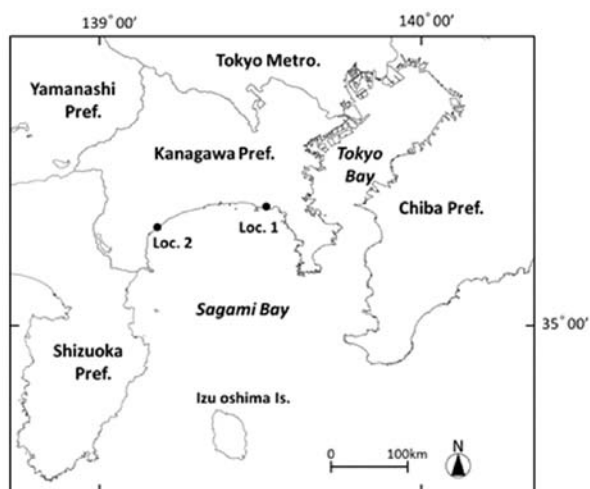 139°00'
140°00'
Tokyo Metro.
Yamanashi
Pref.
Kanagawa Pref.
Tokyo
Bay
Chiba Pref.
Loc. 1
Loc. 2
Sagami Bay
35°00'
Shizuoka
Pref.
Izu oshima Is.
0
100km
N